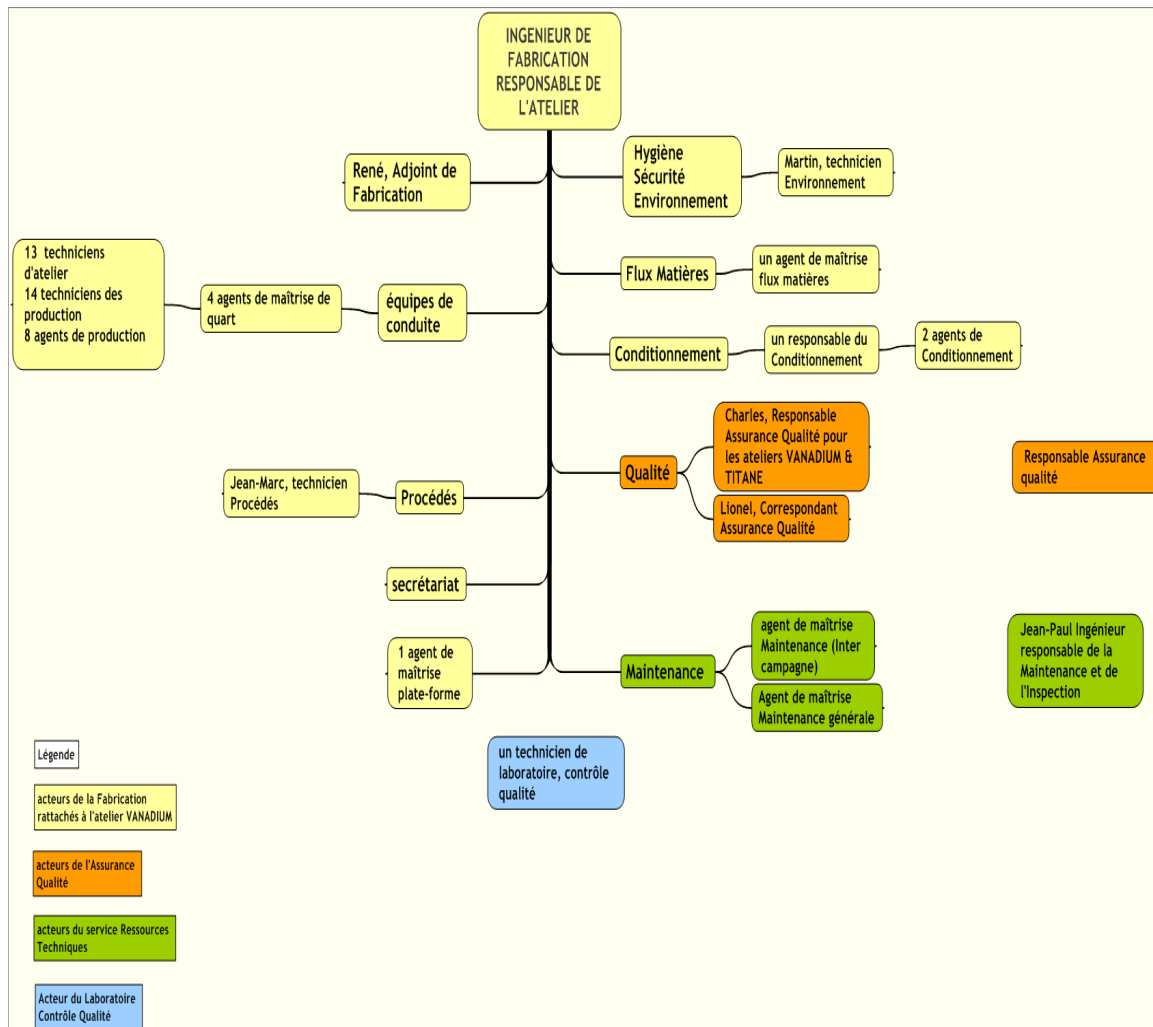 INGENIEUR DE
FABRICATION
RESPONSABLE DE
L'ATELIER
René, Adjoint de
Fabrication
Hygiène
Sécurité
Environnement
Martin, technicien
Environnement
13 techniciens
d'atelier
14 techniciens des
production
8 agents de production
4 agents de maîtrise de
quart
équipes de
conduite
Flux Matières
un agent de maîtrise
flux matières
Conditionnement
un responsable du
Conditionnement
2 agents de
Conditionnement
Qualité
Charles, Responsable
Assurance Qualité pour
les ateliers VANADIUM &
TITANE
Lionel, Correspondant
Assurance Qualité
Responsable Assurance
qualité
Jean-Marc, technicien
Procédés
Procédés
secrétariat
1 agent de
maîtrise
plate-forme
Maintenance
agent de maîtrise
Maintenance (Inter
campagne)
Agent de maîtrise
Maintenance générale
Jean-Paul Ingénieur
responsable de la
Maintenance et de
l'Inspection
un technicien de
laboratoire, contrôle
qualité
Légende
acteurs de la Fabrication
rattachés à l'atelier VANADIUM
acteurs de l'Assurance
Qualité
acteurs du service Ressources
Techniques
Acteur du Laboratoire
Contrôle Qualité